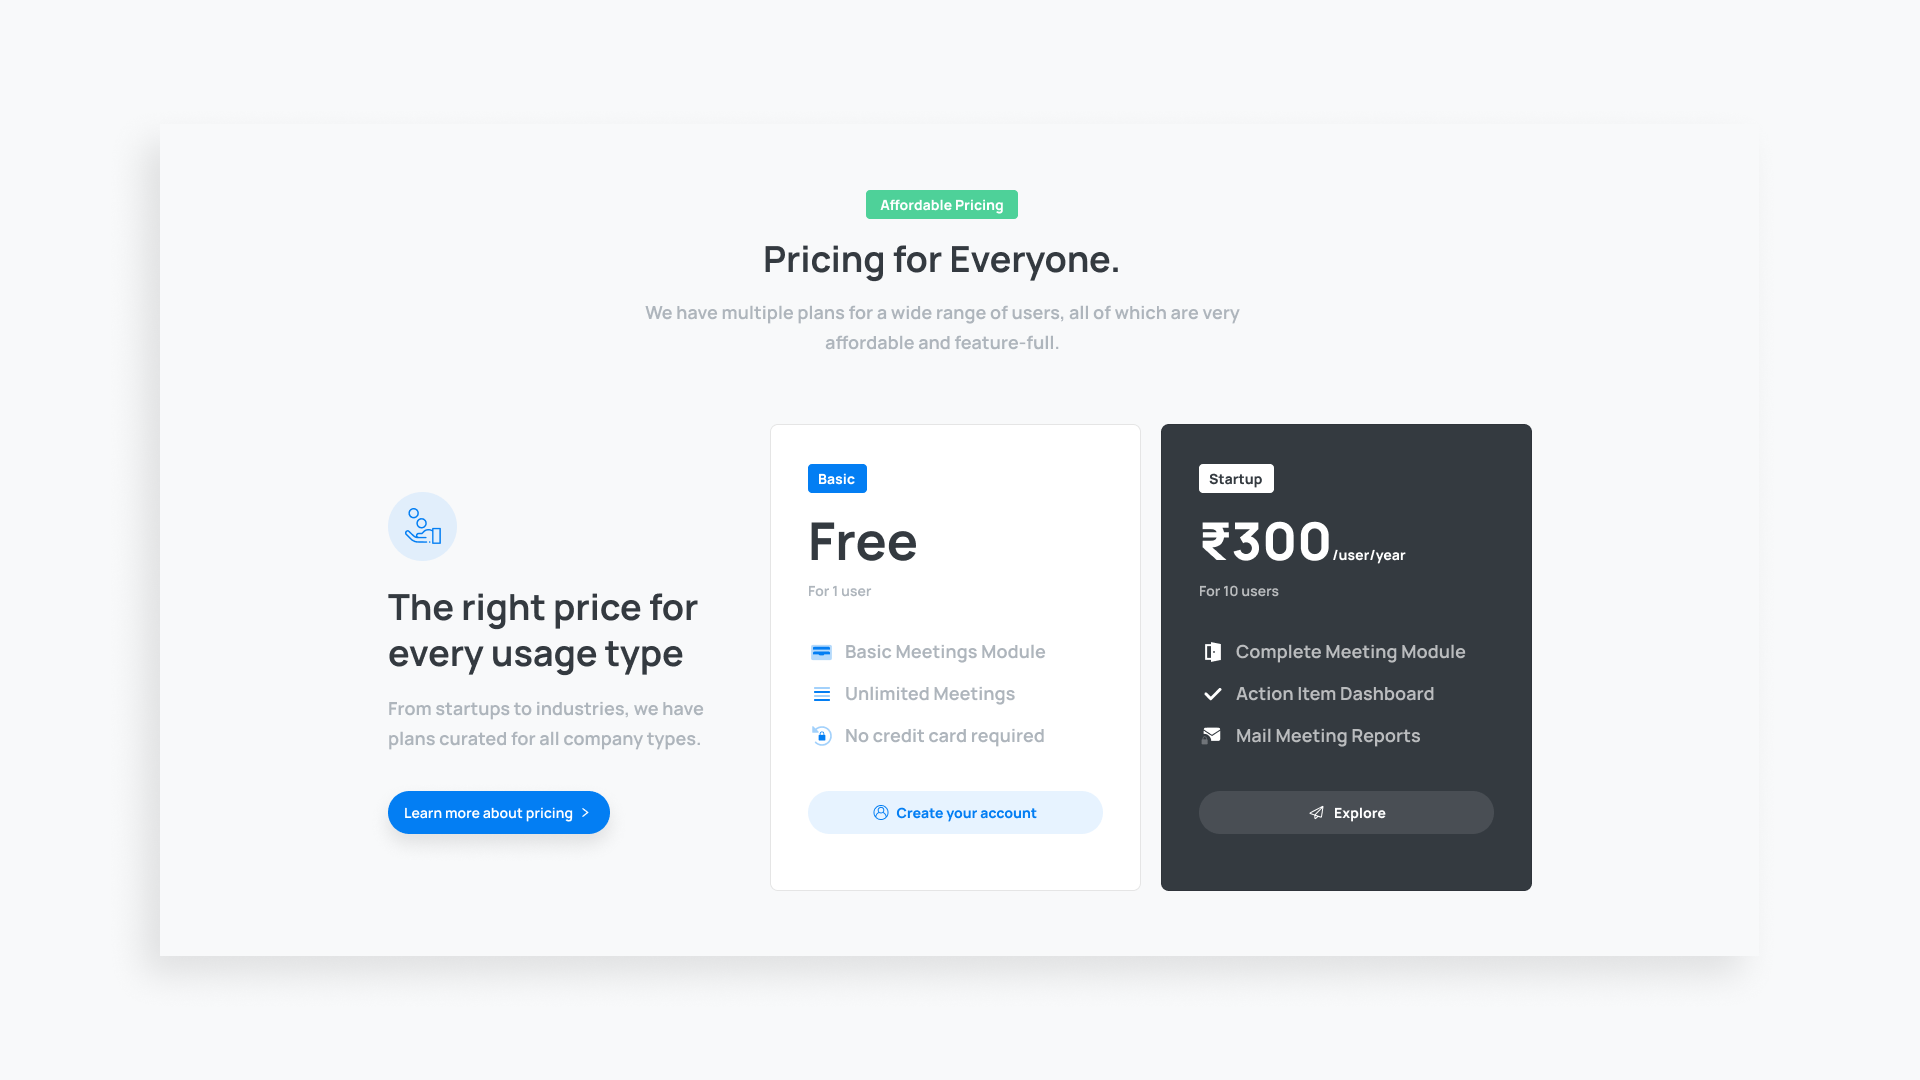 Affordable Pricing
Pricing for Everyone.
We have multiple plans for a wide range of users, all of which are very
affordable and feature-full.
The right price for
every usage type
From startups to industries, we have
plans curated for all company types.
Learn more about pricing
Basic
Free
For 1 user
Basic Meetings Module
Unlimited Meetings
No credit card required
Create your account
Startup
₹300/user/year
For 10 users
Complete Meeting Module
Action Item Dashboard
Mail Meeting Reports
Explore